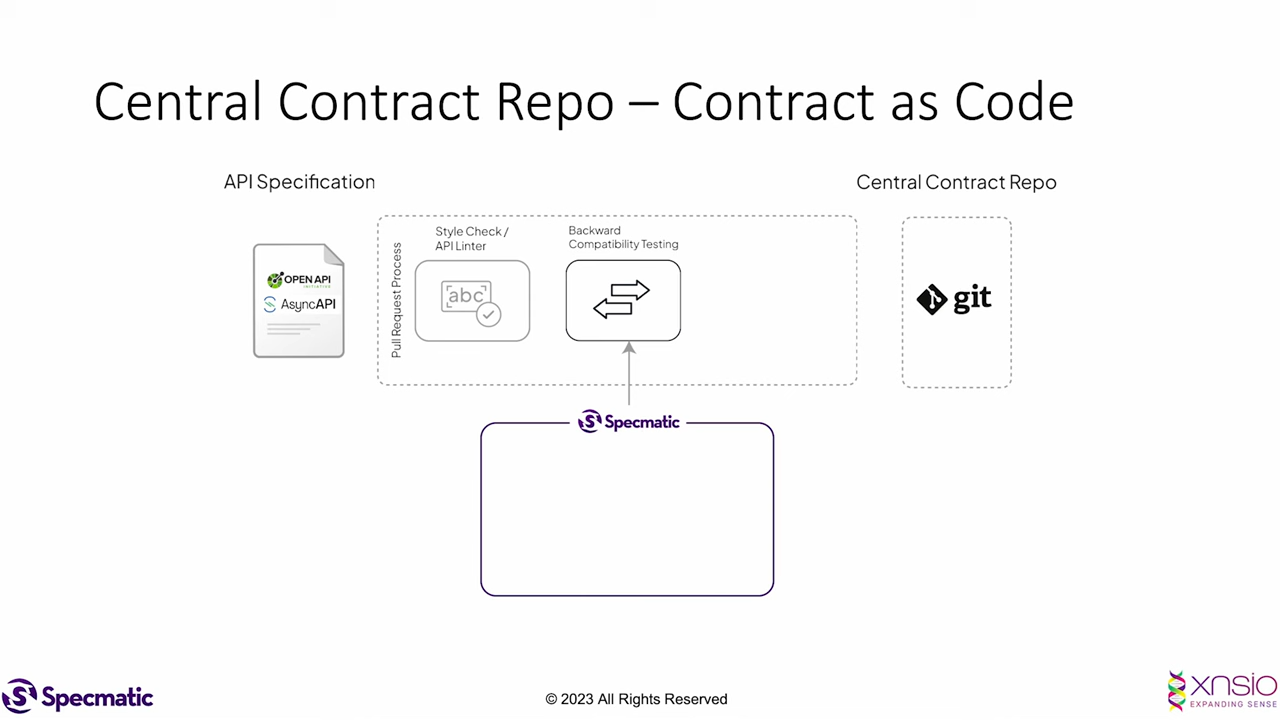 Central Contract Repo – Contract as Code
API Specification
Central Contract Repo
OPEN API
INITIATIVE
AsyncAPI
Pull Request Process
Style Check /
API Linter
abc
Backward
Compatibility Testing
git
Specmatic
Specmatic
© 2023 All Rights Reserved
xnsio
EXPANDING SENSE